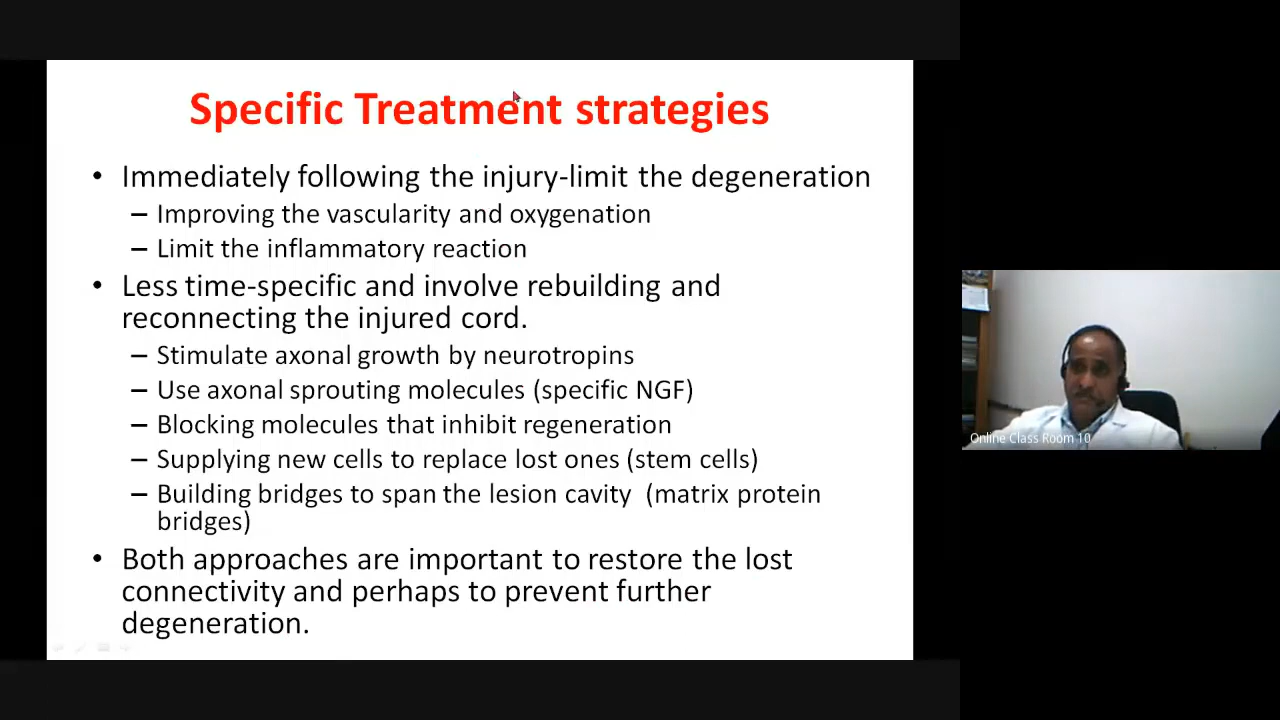 Specific Treatment strategies
• Immediately following the injury-limit the degeneration
– Improving the vascularity and oxygenation
– Limit the inflammatory reaction
• Less time-specific and involve rebuilding and
reconnecting the injured cord.
– Stimulate axonal growth by neurotropins
– Use axonal sprouting molecules (specific NGF)
– Blocking molecules that inhibit regeneration
– Supplying new cells to replace lost ones (stem cells)
– Building bridges to span the lesion cavity  (matrix protein
bridges)
• Both approaches are important to restore the lost
connectivity and perhaps to prevent further
degeneration.
Online Class Room 10